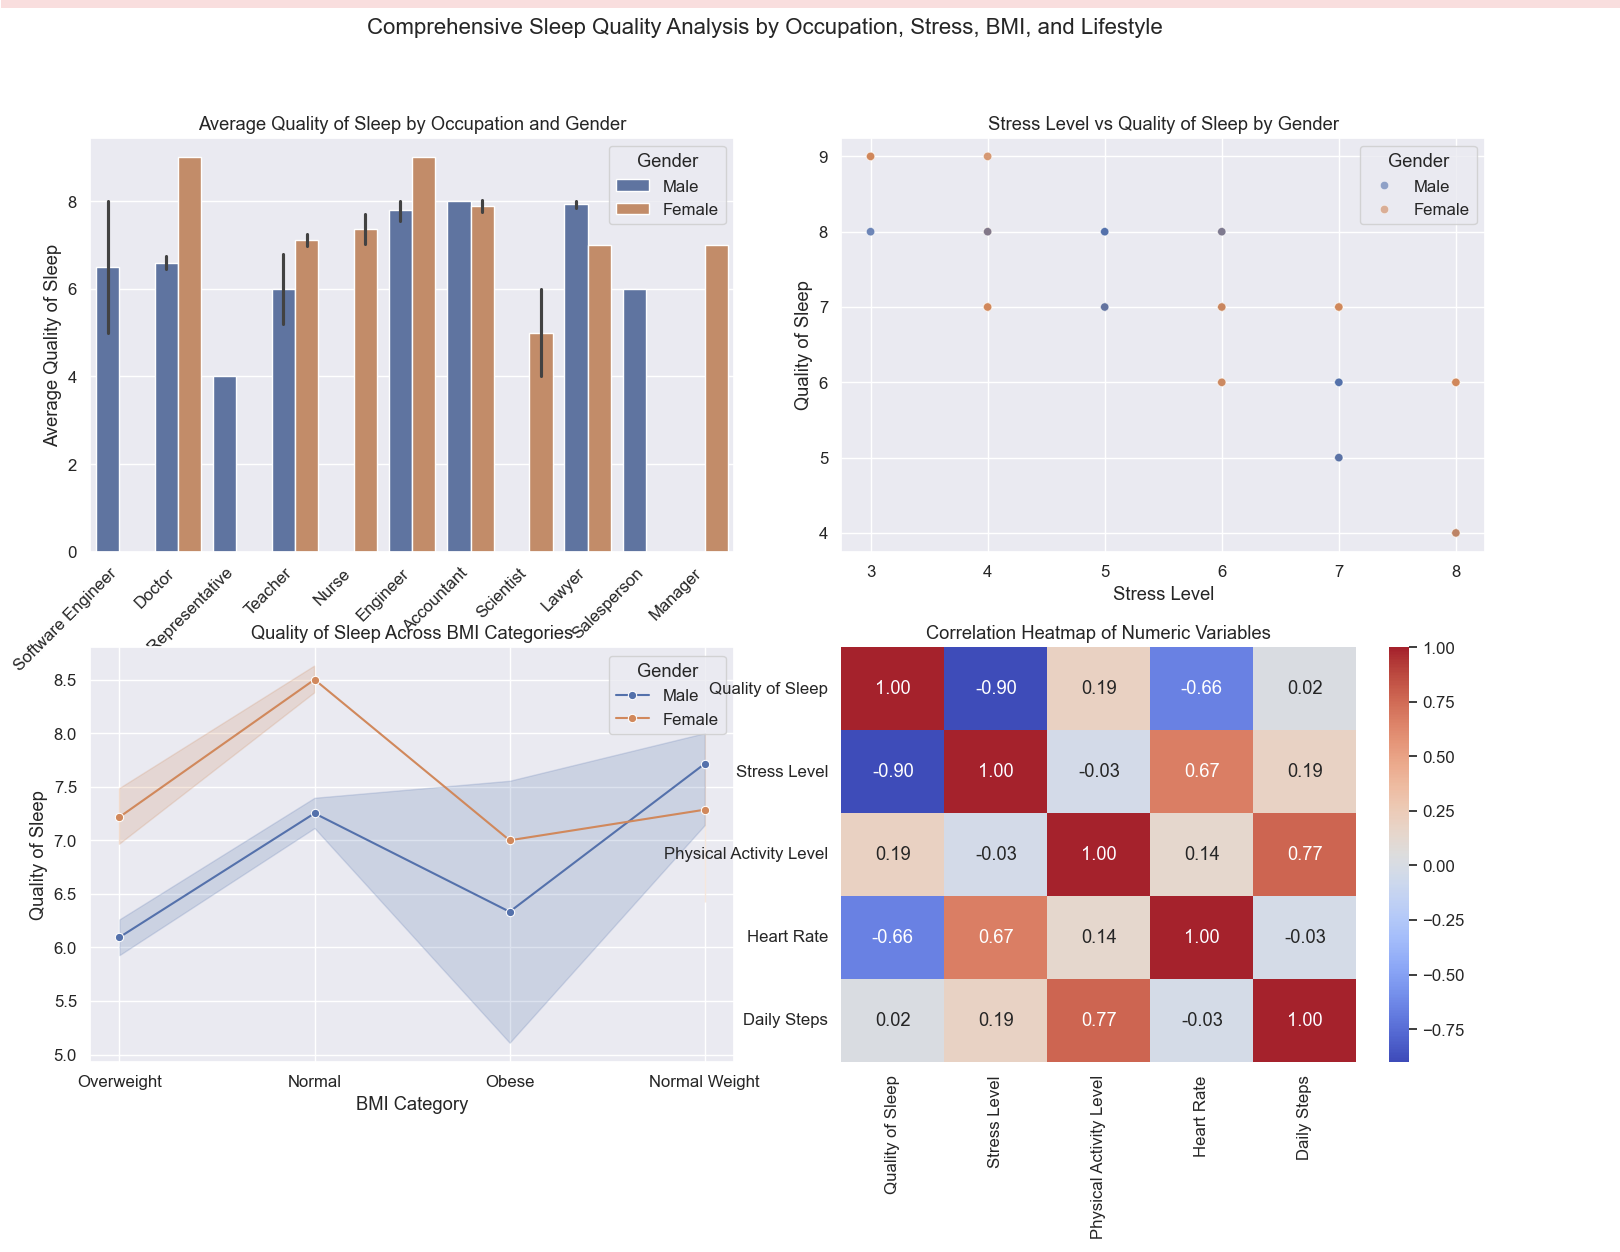 Comprehensive Sleep Quality Analysis by Occupation, Stress, BMI, and Lifestyle
Average Quality of Sleep by Occupation and Gender
Average Quality of Sleep
8
6
4
2
0
Gender
Male
Female
Software Engineer
Doctor
Representative
Teacher
Nurse
Engineer
Accountant
Scientist
Lawyer
Salesperson
Manager
Stress Level vs Quality of Sleep by Gender
Quality of Sleep
9
8
7
6
5
4
Gender
Male
Female
3
4
5
6
7
8
Stress Level
Quality of Sleep Across BMI Categories
Quality of Sleep
8.5
8.0
7.5
7.0
6.5
6.0
5.5
5.0
Gender
Male
Female
Overweight
Normal
Obese
Normal Weight
BMI Category
Correlation Heatmap of Numeric Variables
Quality of Sleep 1.00 -0.90 0.19 -0.66 0.02
Stress Level -0.90 1.00 -0.03 0.67 0.19
Physical Activity Level 0.19 -0.03 1.00 0.14 0.77
Heart Rate -0.66 0.67 0.14 1.00 -0.03
Daily Steps 0.02 0.19 0.77 -0.03 1.00
Quality of Sleep
Stress Level
Physical Activity Level
Heart Rate
Daily Steps
1.00
0.75
0.50
0.25
0.00
−0.25
−0.50
−0.75